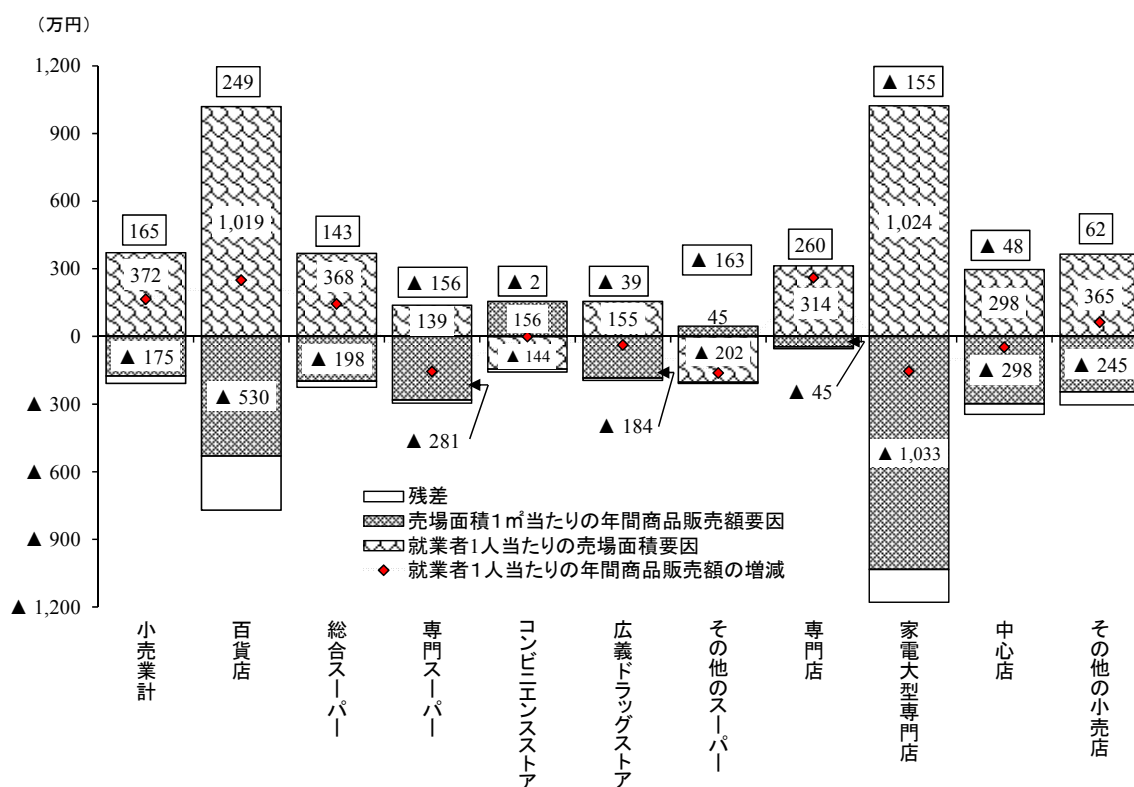 （万円）
1,200
900
600
300
0
▲ 300
▲ 600
▲ 900
▲ 1,200
165
249
143
▲ 156
▲ 2
▲ 39
▲ 163
260
▲ 155
▲ 48
62
372
1,019
368
139
156
155
45
314
1,024
298
365
▲ 175
▲ 530
▲ 198
▲ 281
▲ 144
▲ 184
▲ 202
▲ 45
▲ 1,033
▲ 298
▲ 245
残差
売場面積1㎡当たりの年間商品販売額要因
就業者1人当たりの売場面積要因
就業者1人当たりの年間商品販売額の増減
小売業計
百貨店
総合スーパー
専門スーパー
コンビニエンスストア
広義ドラッグストア
その他のスーパー
専門店
家電大型専門店
中心店
その他の小売店